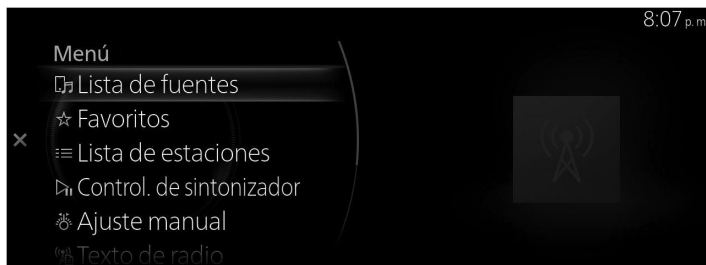 8:07 p. m
Menú
Lista de fuentes
Favoritos
Lista de estaciones
Control. de sintonizador
Ajuste manual
Texto de radio